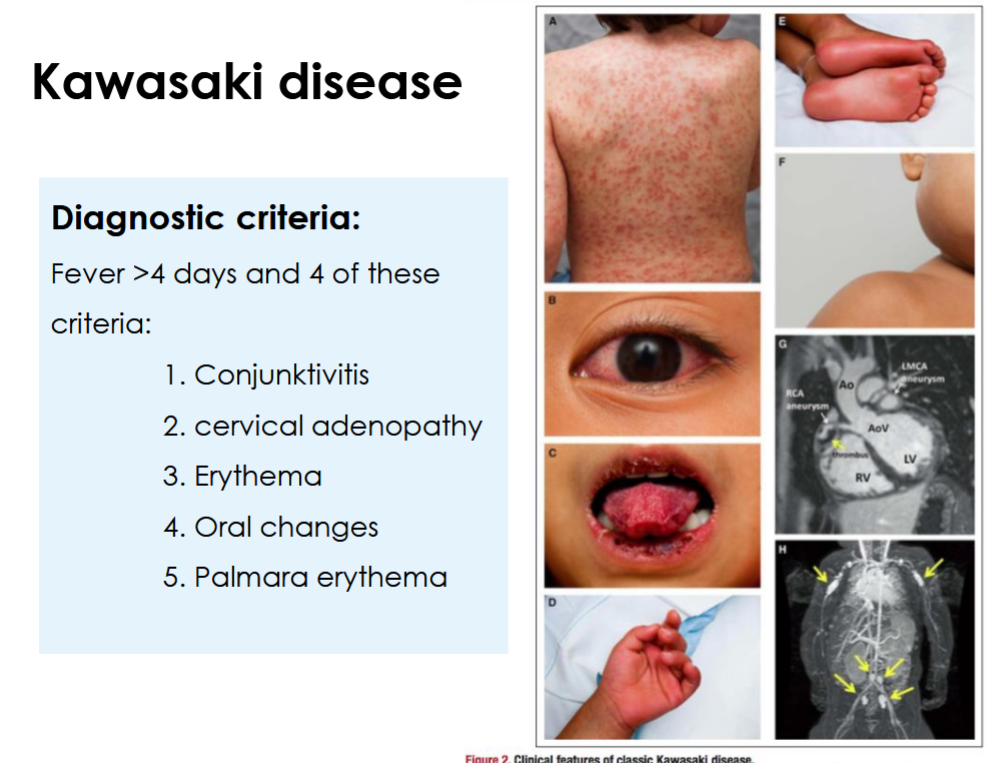 Kawasaki disease
Diagnostic criteria:
Fever >4 days and 4 of these
criteria:
1. Conjunktivitis
2. cervical adenopathy
3. Erythema
4. Oral changes
5. Palmara erythema
A
B
C
D
E
F
G
Ao
LMCA
aneurysm
RCA
aneurysm
AoV
thrombus
LV
RV
H
Figure 2. Clinical features of classic Kawasaki disease.